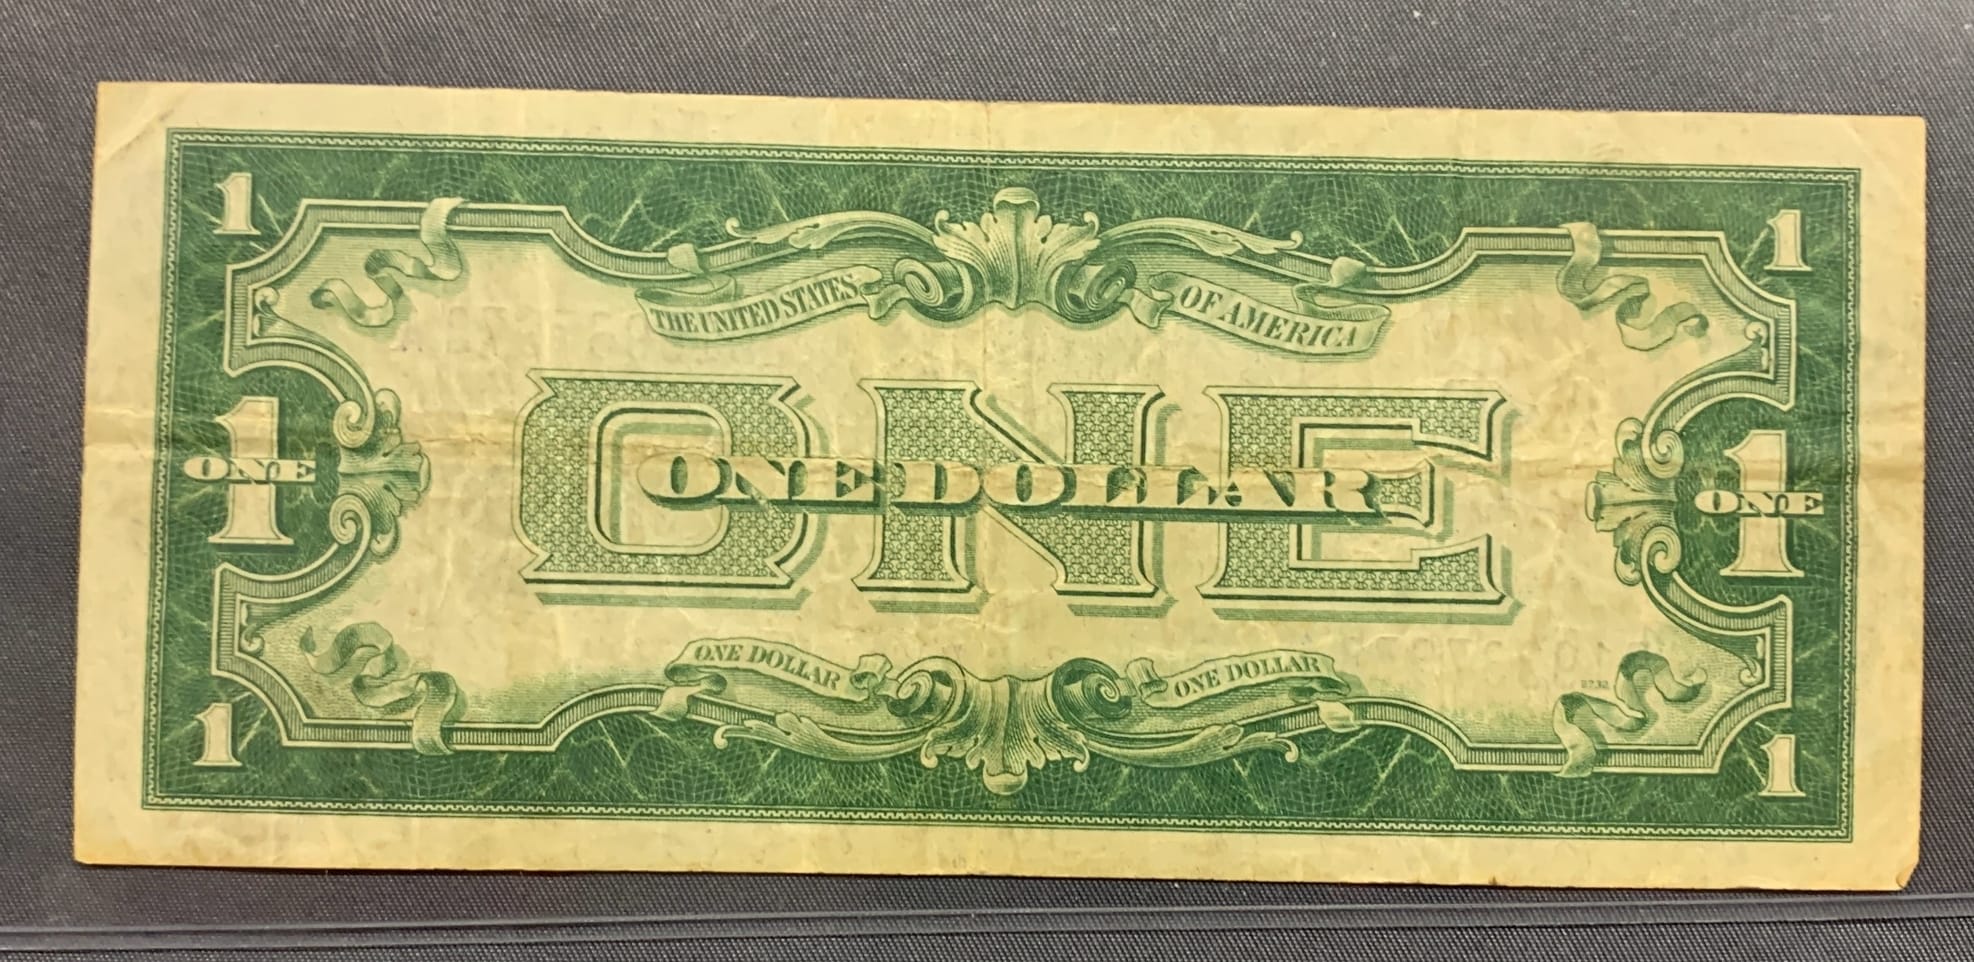 1 1
THE UNITED STATES OF AMERICA
ONE
1 1
ONE ONE DOLLAR ONE
ONE DOLLAR ONE DOLLAR
1 1